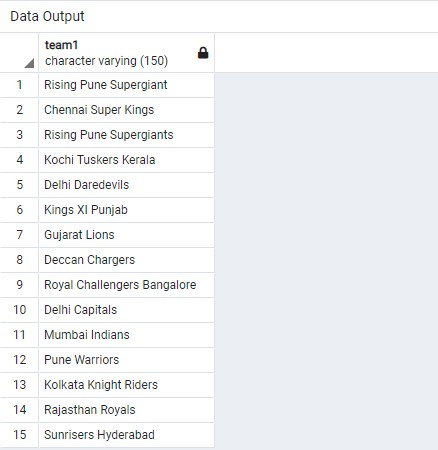 Data Output
team1
character varying (150)
1 Rising Pune Supergiant
2 Chennai Super Kings
3 Rising Pune Supergiants
4 Kochi Tuskers Kerala
5 Delhi Daredevils
6 Kings XI Punjab
7 Gujarat Lions
8 Deccan Chargers
9 Royal Challengers Bangalore
10 Delhi Capitals
11 Mumbai Indians
12 Pune Warriors
13 Kolkata Knight Riders
14 Rajasthan Royals
15 Sunrisers Hyderabad